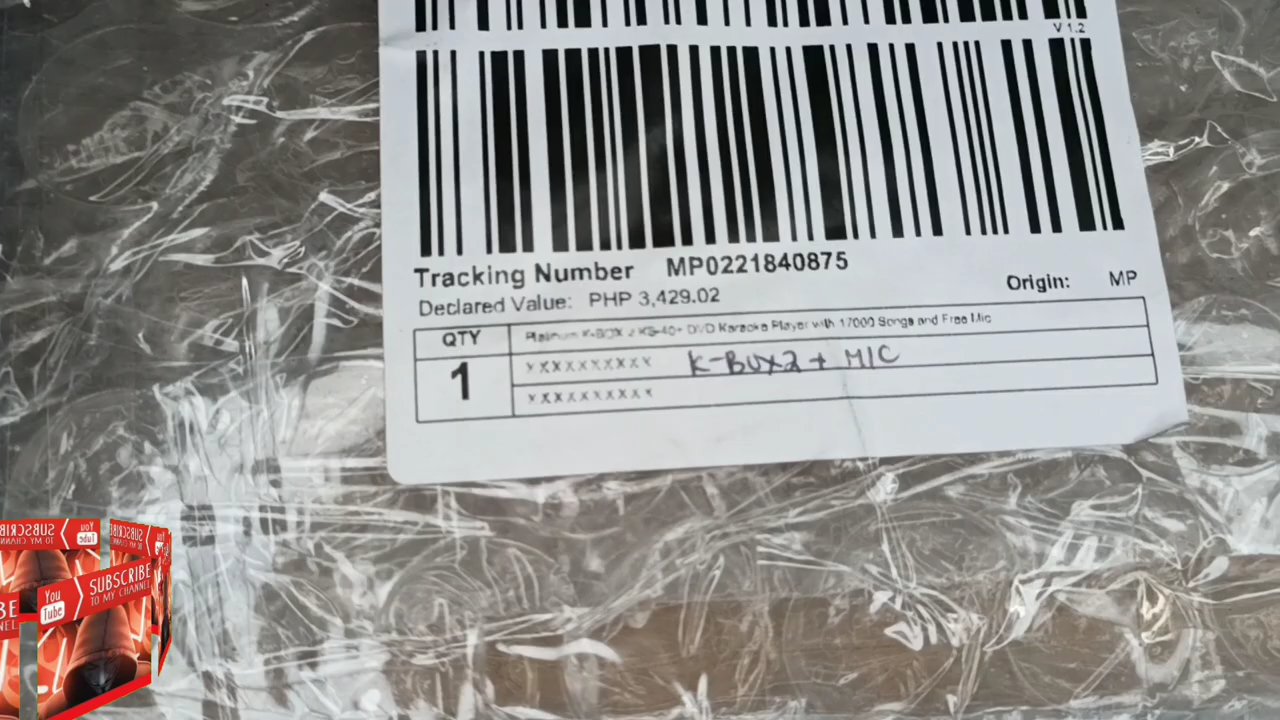 V 1.2
Tracking Number MP0221840875
Declared Value: PHP 3,429.02
Origin: MP
QTY
Platinum K-BOX 2 KS-40+ DVD Karaoke Player with 17000 Songs and Free Mic
1
xxxxxxxxxx K-BOX2 + MIC
xxxxxxxxxx
You Tube
SUBSCRIBE
TO MY CHANNEL